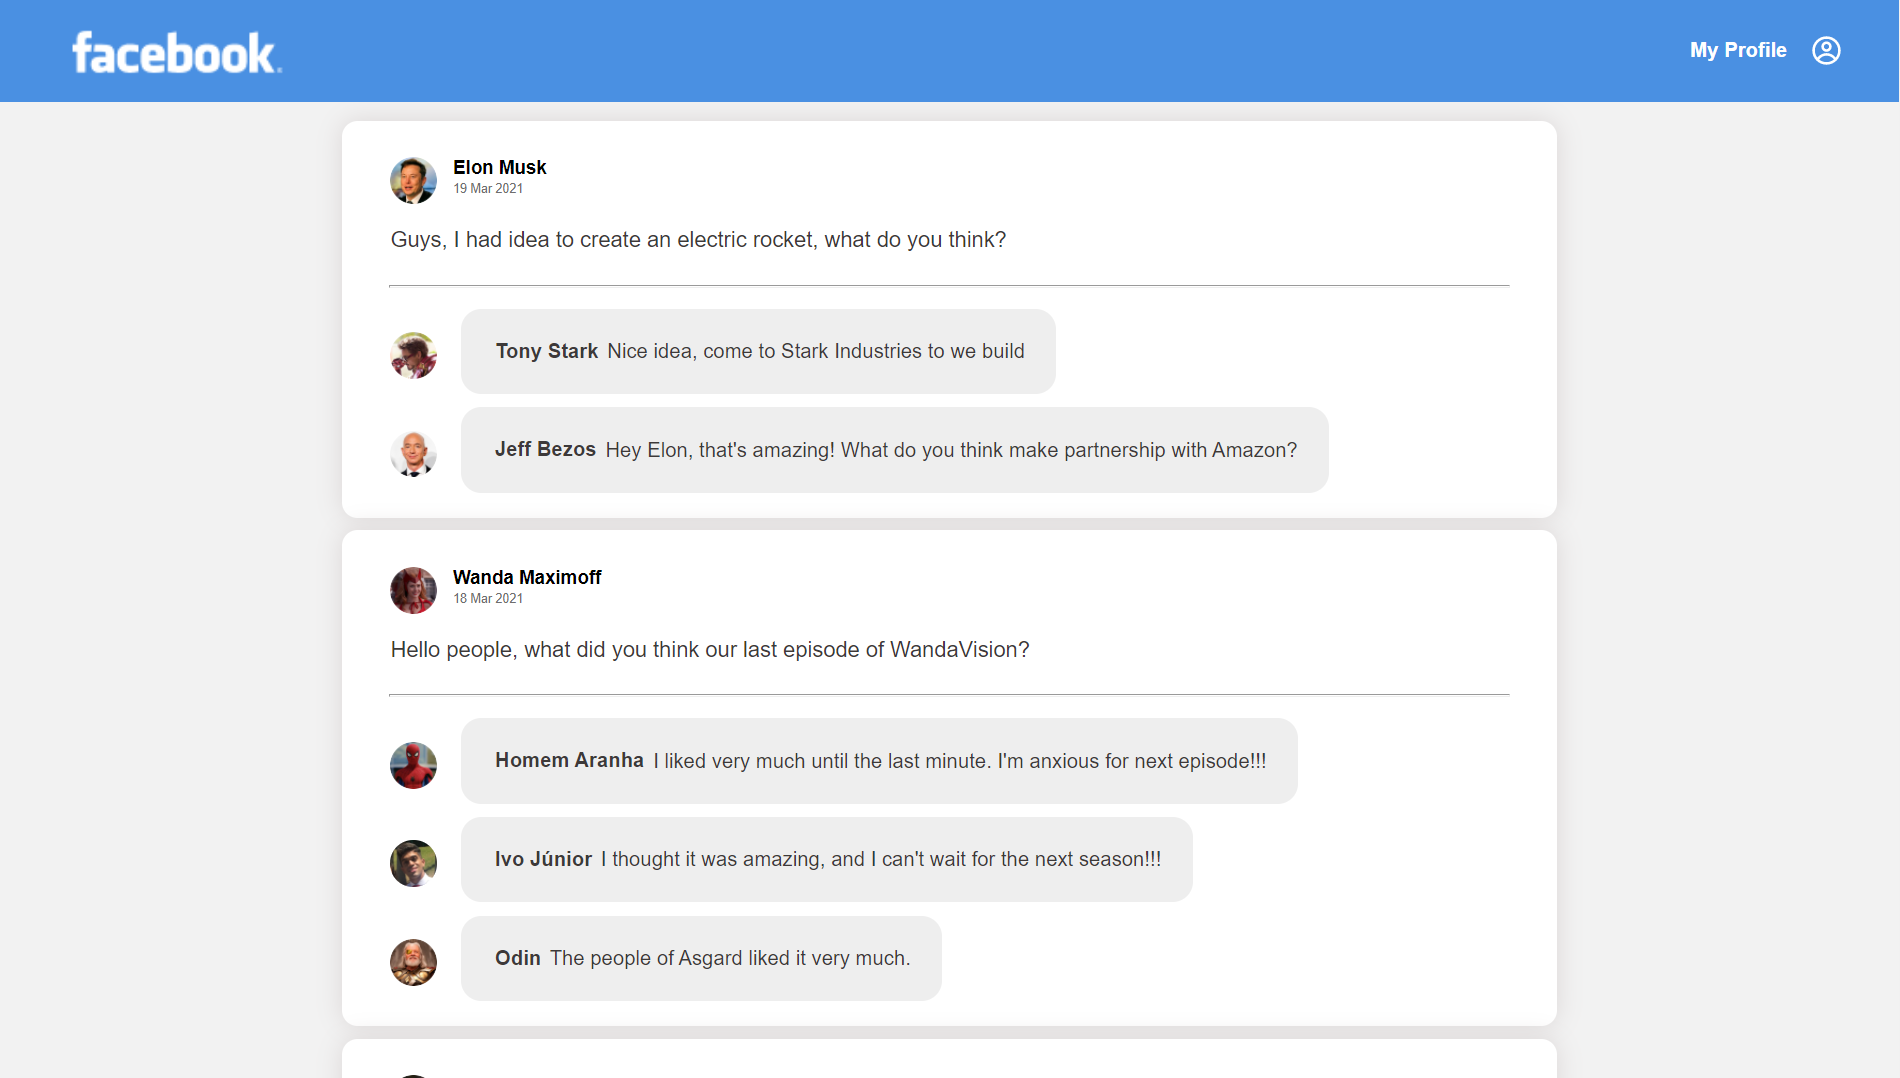 facebook.
My Profile
Elon Musk
19 Mar 2021
Guys, I had idea to create an electric rocket, what do you think?
Tony Stark Nice idea, come to Stark Industries to we build
Jeff Bezos Hey Elon, that's amazing! What do you think make partnership with Amazon?
Wanda Maximoff
18 Mar 2021
Hello people, what did you think our last episode of WandaVision?
Homem Aranha I liked very much until the last minute. I'm anxious for next episode!!!
Ivo Júnior I thought it was amazing, and I can't wait for the next season!!!
Odin The people of Asgard liked it very much.